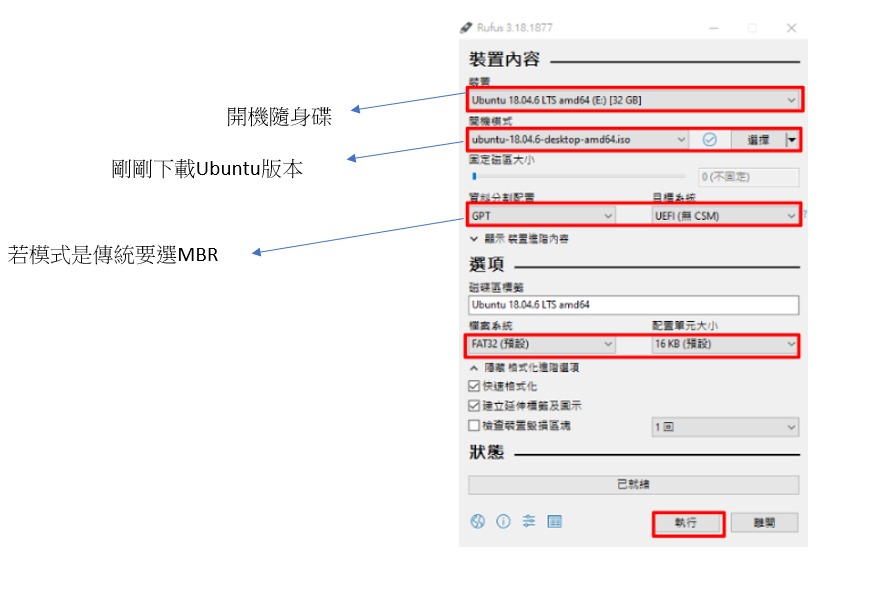 Rufus 3.18.1877
裝置內容
裝置
Ubuntu 18.04.6 LTS amd64 (E:) [32 GB]
開機隨身碟
開機模式
ubuntu-18.04.6-desktop-amd64.iso
選擇
剛剛下載Ubuntu版本
固定磁區大小
0 (不固定)
資料分割配置
目標系統
GPT
UEFI (無 CSM)
?
若模式是傳統要選MBR
顯示 裝置進階內容
選項
磁碟區標籤
Ubuntu 18.04.6 LTS amd64
檔案系統
配置單元大小
FAT32 (預設)
16 KB (預設)
隱藏 格式化進階選項
快速格式化
建立延伸標籤及圖示
檢查裝置毀損區塊
1 回
狀態
已就緒
執行
離開